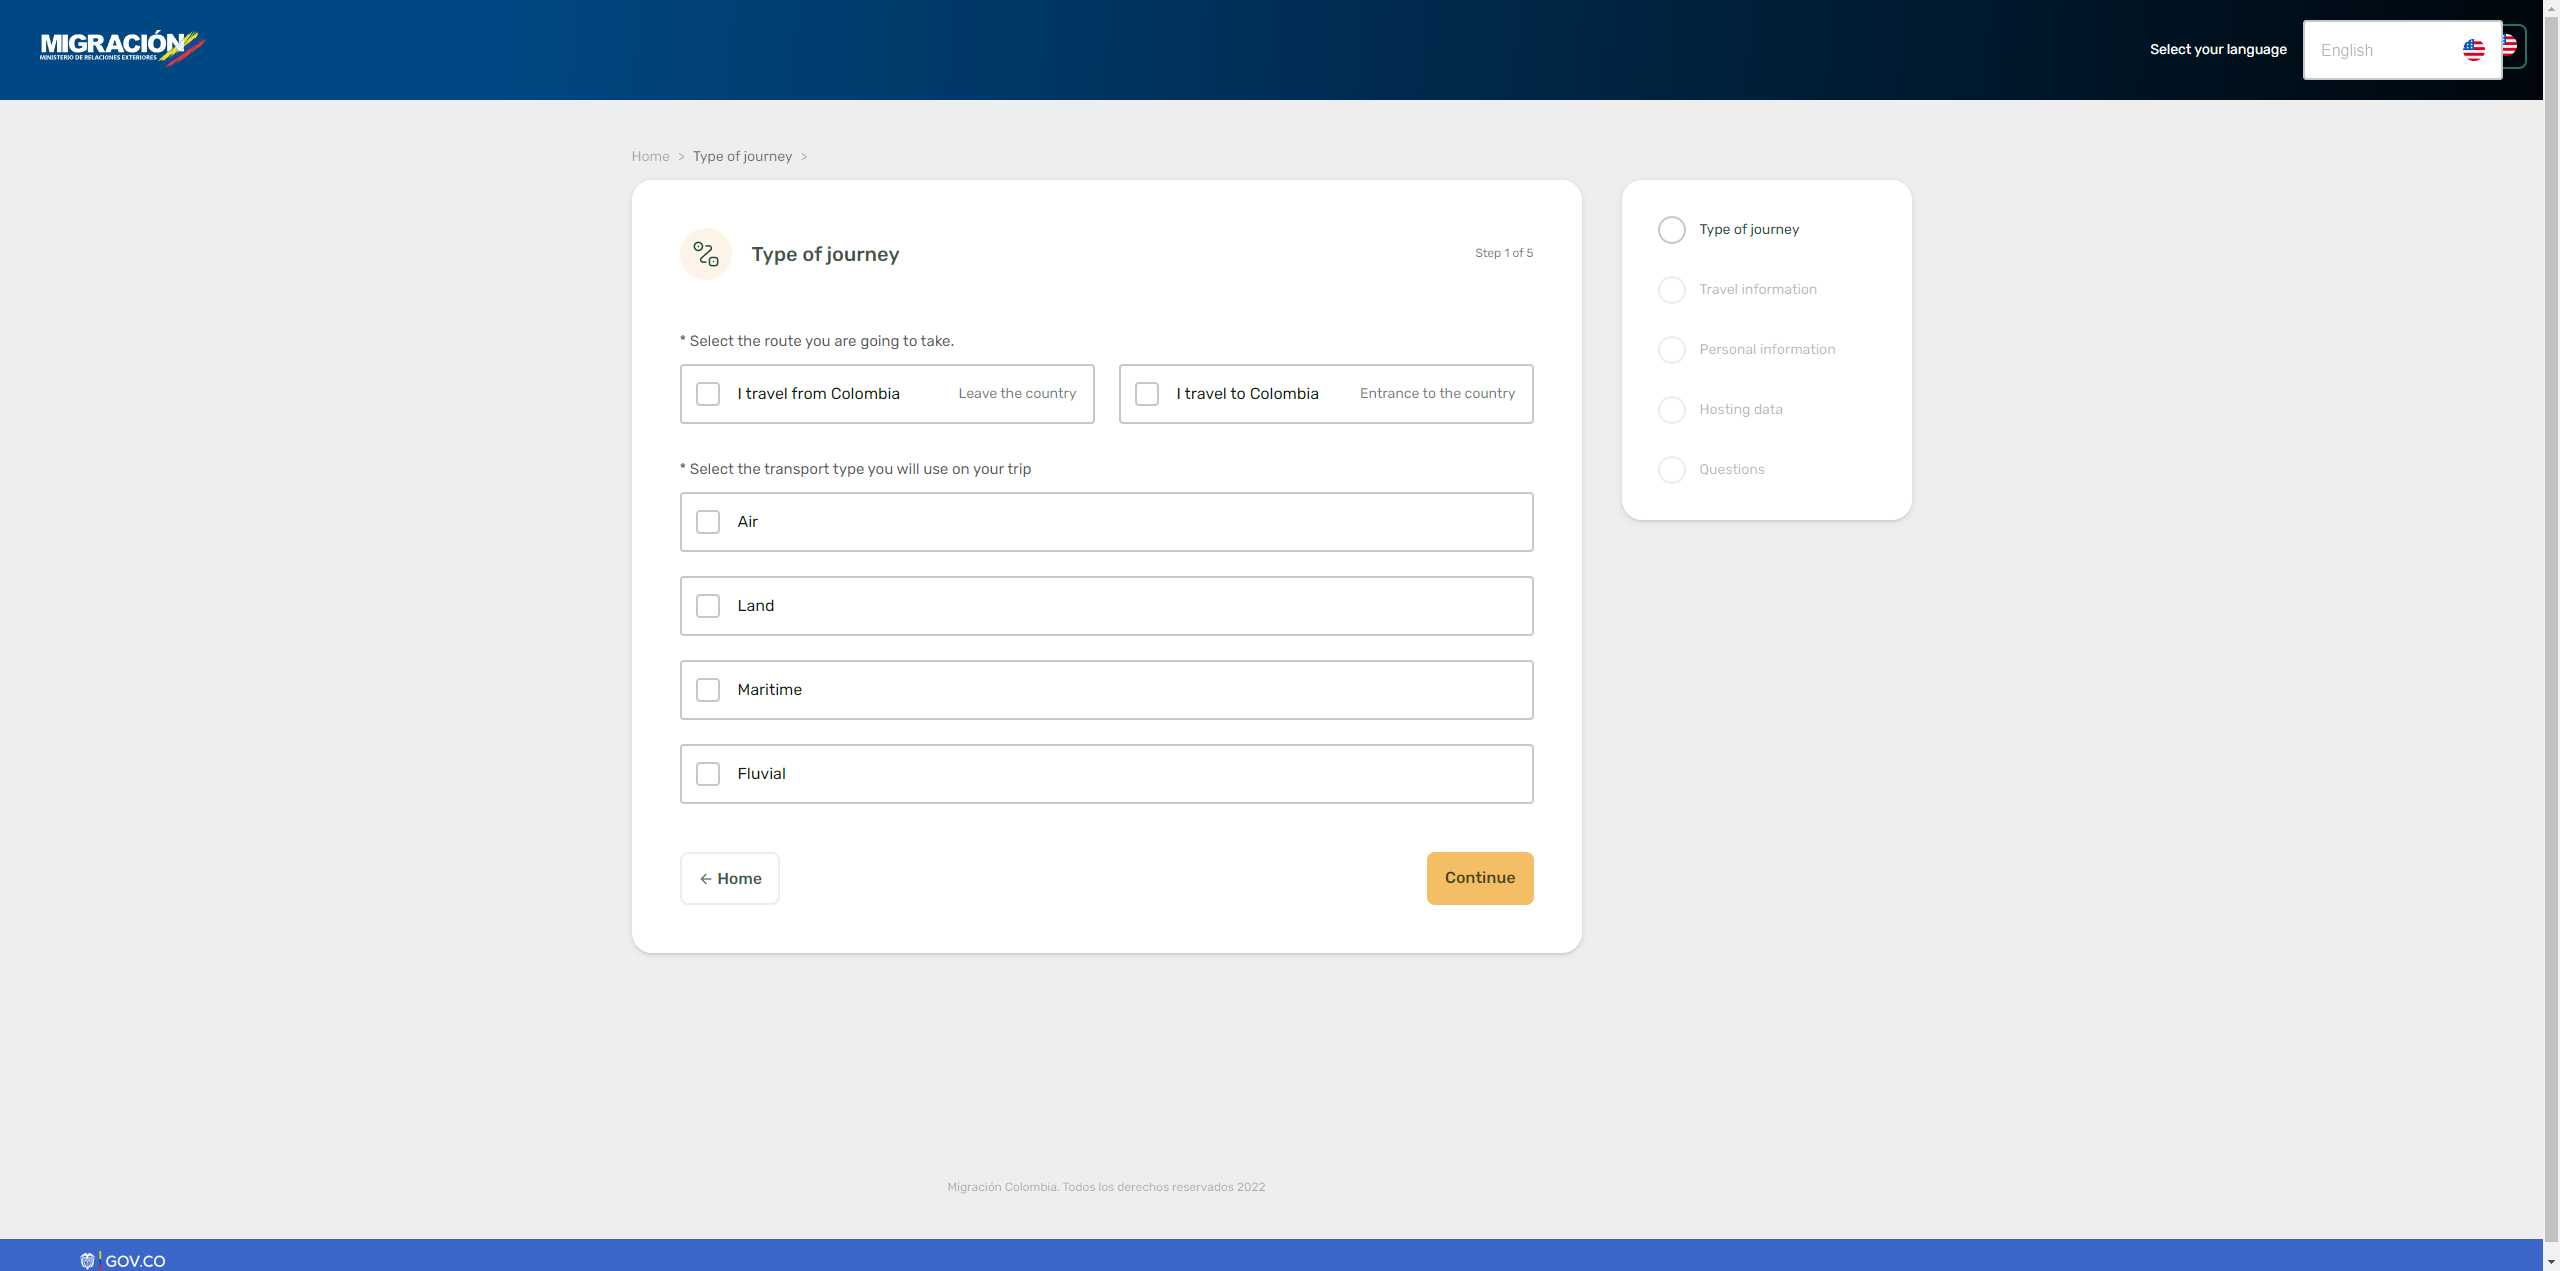 MIGRACIÓN
MINISTERIO DE RELACIONES EXTERIORES
Select your language
English
Home > Type of journey >
Type of journey
Step 1 of 5
* Select the route you are going to take.
I travel from Colombia
Leave the country
I travel to Colombia
Entrance to the country
* Select the transport type you will use on your trip
Air
Land
Maritime
Fluvial
← Home
Continue
Type of journey
Travel information
Personal information
Hosting data
Questions
Migración Colombia. Todos los derechos reservados 2022
GOV.CO